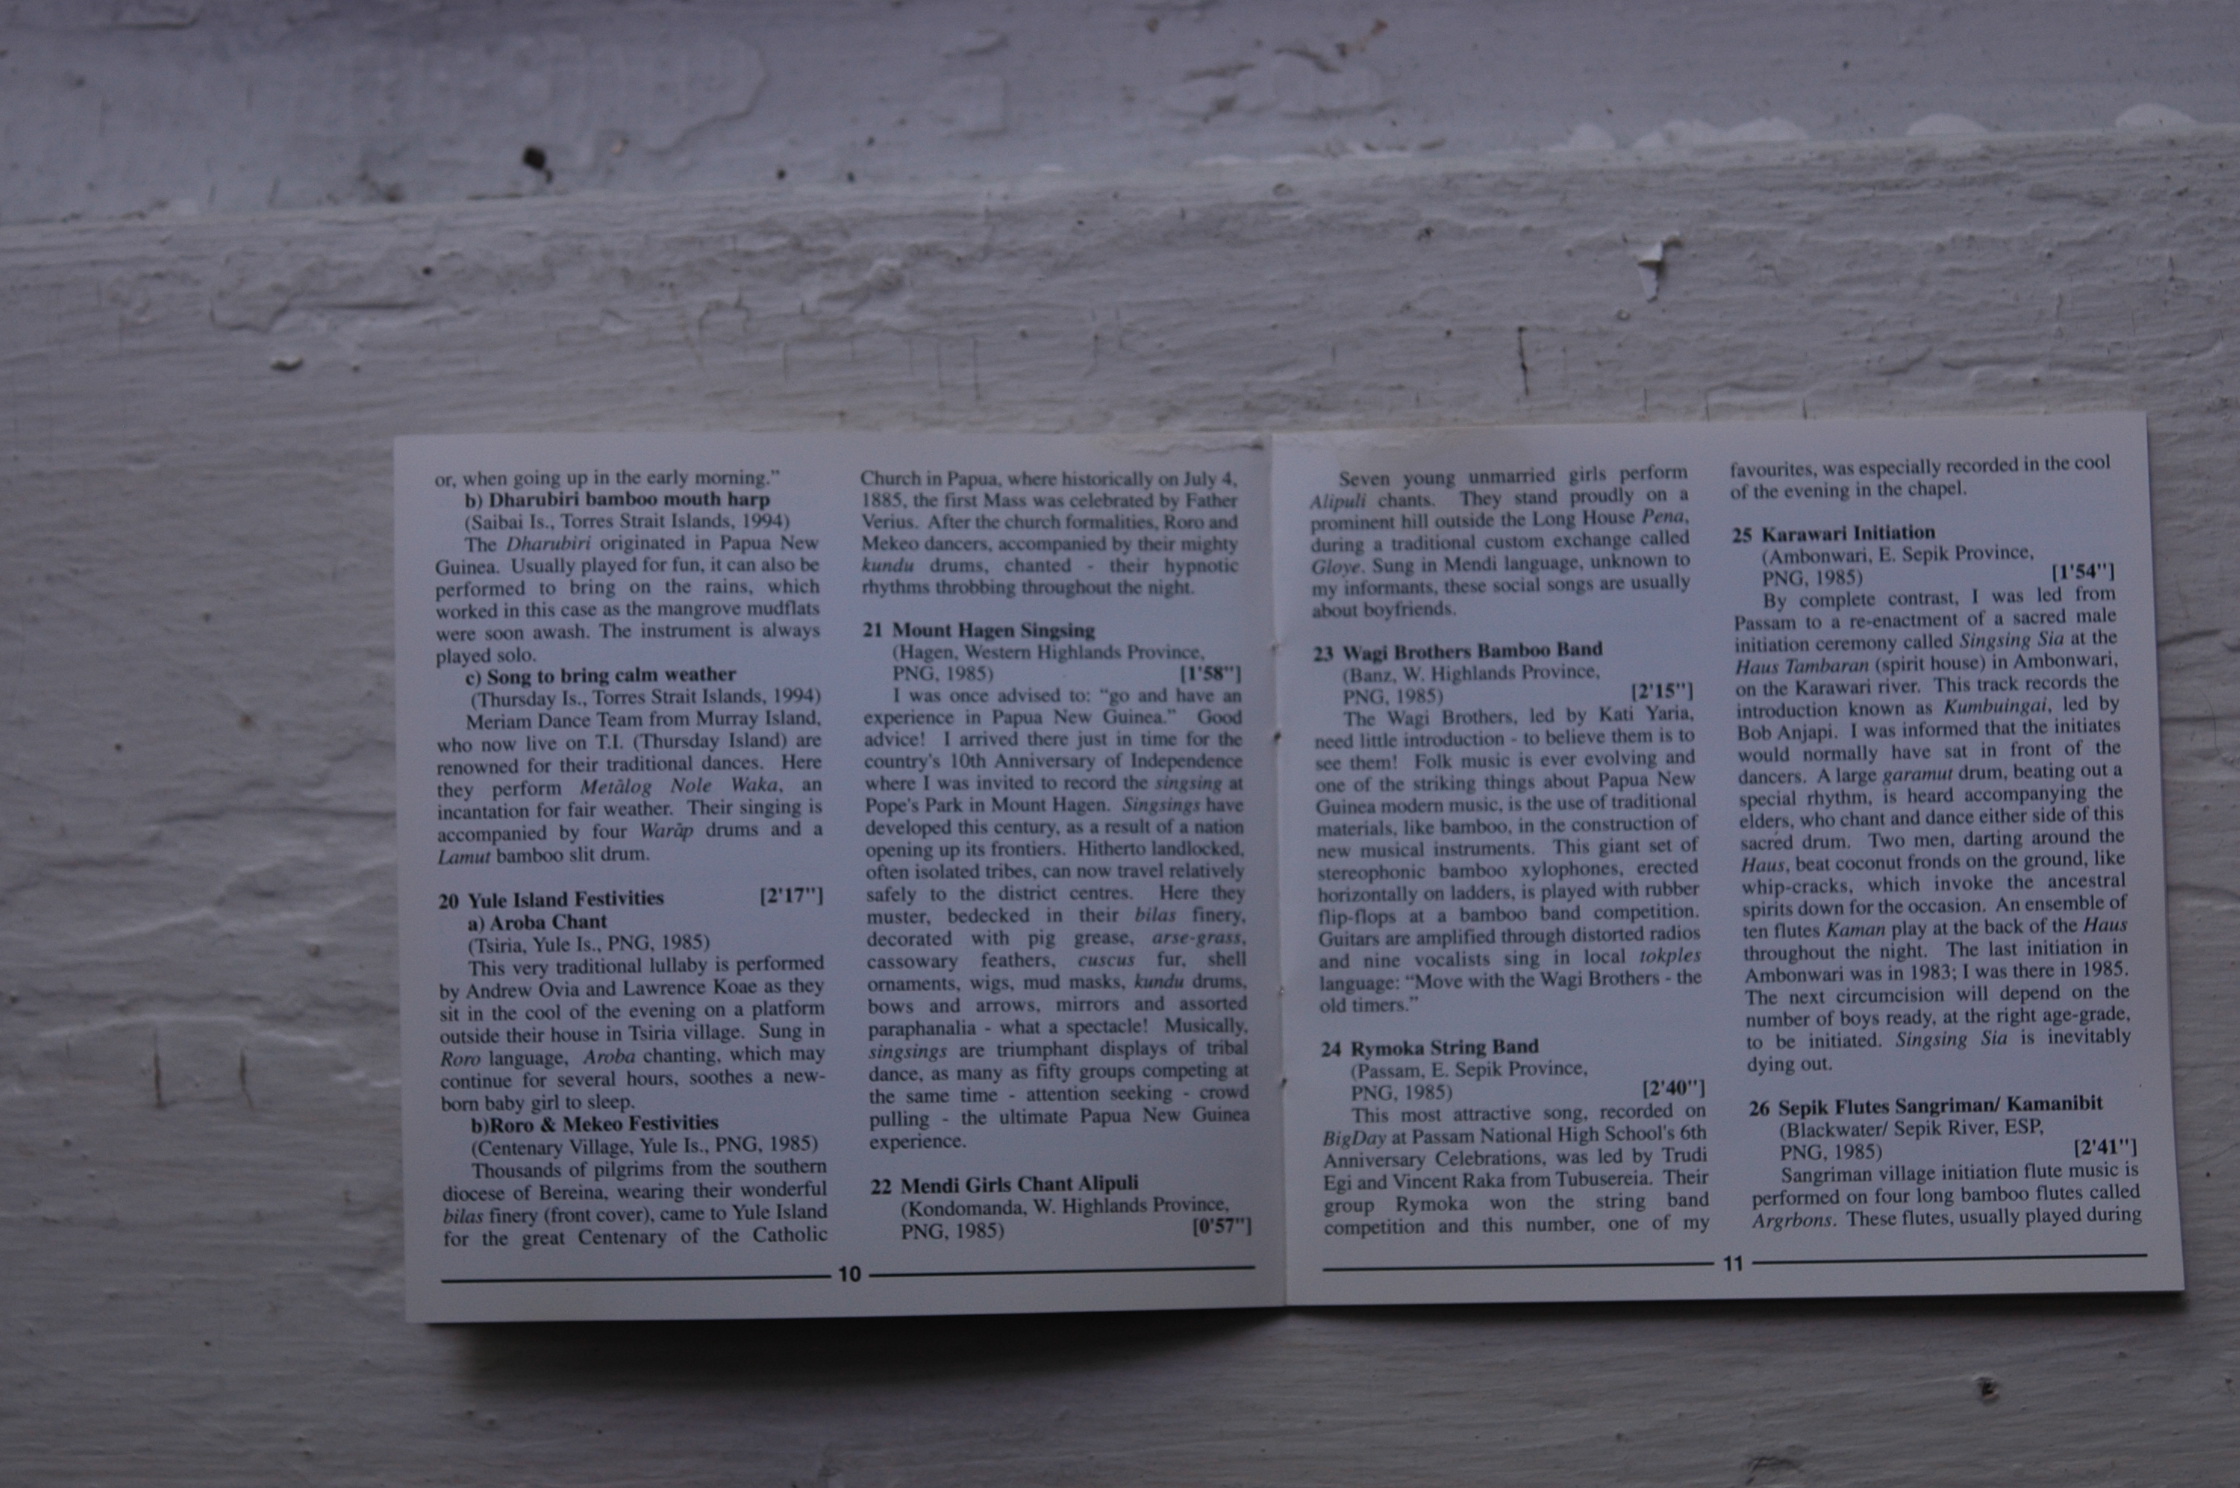 or, when going up in the early morning.”
b) Dharubiri bamboo mouth harp
(Saibai Is., Torres Strait Islands, 1994)
The Dharubiri originated in Papua New
Guinea. Usually played for fun, it can also be
performed to bring on the rains, which
worked in this case as the mangrove mudflats
were soon awash. The instrument is always
played solo.
c) Song to bring calm weather
(Thursday Is., Torres Strait Islands, 1994)
Meriam Dance Team from Murray Island,
who now live on T.I. (Thursday Island) are
renowned for their traditional dances. Here
they perform Metălog Nole Waka, an
incantation for fair weather. Their singing is
accompanied by four Warăp drums and a
Lamut bamboo slit drum.
20 Yule Island Festivities [2'17"]
a) Aroba Chant
(Tsiria, Yule Is., PNG, 1985)
This very traditional lullaby is performed
by Andrew Ovia and Lawrence Koae as they
sit in the cool of the evening on a platform
outside their house in Tsiria village. Sung in
Roro language, Aroba chanting, which may
continue for several hours, soothes a new-
born baby girl to sleep.
b)Roro & Mekeo Festivities
(Centenary Village, Yule Is., PNG, 1985)
Thousands of pilgrims from the southern
diocese of Bereina, wearing their wonderful
bilas finery (front cover), came to Yule Island
for the great Centenary of the Catholic
Church in Papua, where historically on July 4,
1885, the first Mass was celebrated by Father
Verius. After the church formalities, Roro and
Mekeo dancers, accompanied by their mighty
kundu drums, chanted - their hypnotic
rhythms throbbing throughout the night.
21 Mount Hagen Singsing
(Hagen, Western Highlands Province,
PNG, 1985) [1'58"]
I was once advised to: “go and have an
experience in Papua New Guinea.” Good
advice! I arrived there just in time for the
country's 10th Anniversary of Independence
where I was invited to record the singsing at
Pope's Park in Mount Hagen. Singsings have
developed this century, as a result of a nation
opening up its frontiers. Hitherto landlocked,
often isolated tribes, can now travel relatively
safely to the district centres. Here they
muster, bedecked in their bilas finery,
decorated with pig grease, arse-grass,
cassowary feathers, cuscus fur, shell
ornaments, wigs, mud masks, kundu drums,
bows and arrows, mirrors and assorted
paraphanalia - what a spectacle! Musically,
singsings are triumphant displays of tribal
dance, as many as fifty groups competing at
the same time - attention seeking - crowd
pulling - the ultimate Papua New Guinea
experience.
22 Mendi Girls Chant Alipuli
(Kondomanda, W. Highlands Province,
PNG, 1985) [0'57"]
10
Seven young unmarried girls perform
Alipuli chants. They stand proudly on a
prominent hill outside the Long House Pena,
during a traditional custom exchange called
Gloye. Sung in Mendi language, unknown to
my informants, these social songs are usually
about boyfriends.
23 Wagi Brothers Bamboo Band
(Banz, W. Highlands Province,
PNG, 1985) [2'15"]
The Wagi Brothers, led by Kati Yaria,
need little introduction - to believe them is to
see them! Folk music is ever evolving and
one of the striking things about Papua New
Guinea modern music, is the use of traditional
materials, like bamboo, in the construction of
new musical instruments. This giant set of
stereophonic bamboo xylophones, erected
horizontally on ladders, is played with rubber
flip-flops at a bamboo band competition.
Guitars are amplified through distorted radios
and nine vocalists sing in local tokples
language: “Move with the Wagi Brothers - the
old timers.”
24 Rymoka String Band
(Passam, E. Sepik Province,
PNG, 1985) [2'40"]
This most attractive song, recorded on
BigDay at Passam National High School's 6th
Anniversary Celebrations, was led by Trudi
Egi and Vincent Raka from Tubusereia. Their
group Rymoka won the string band
competition and this number, one of my
favourites, was especially recorded in the cool
of the evening in the chapel.
25 Karawari Initiation
(Ambonwari, E. Sepik Province,
PNG, 1985) [1'54"]
By complete contrast, I was led from
Passam to a re-enactment of a sacred male
initiation ceremony called Singsing Sia at the
Haus Tambaran (spirit house) in Ambonwari,
on the Karawari river. This track records the
introduction known as Kumbuingai, led by
Bob Anjapi. I was informed that the initiates
would normally have sat in front of the
dancers. A large garamut drum, beating out a
special rhythm, is heard accompanying the
elders, who chant and dance either side of this
sacred drum. Two men, darting around the
Haus, beat coconut fronds on the ground, like
whip-cracks, which invoke the ancestral
spirits down for the occasion. An ensemble of
ten flutes Kaman play at the back of the Haus
throughout the night. The last initiation in
Ambonwari was in 1983; I was there in 1985.
The next circumcision will depend on the
number of boys ready, at the right age-grade,
to be initiated. Singsing Sia is inevitably
dying out.
26 Sepik Flutes Sangriman/ Kamanibit
(Blackwater/ Sepik River, ESP,
PNG, 1985) [2'41"]
Sangriman village initiation flute music is
performed on four long bamboo flutes called
Argrbons. These flutes, usually played during
11